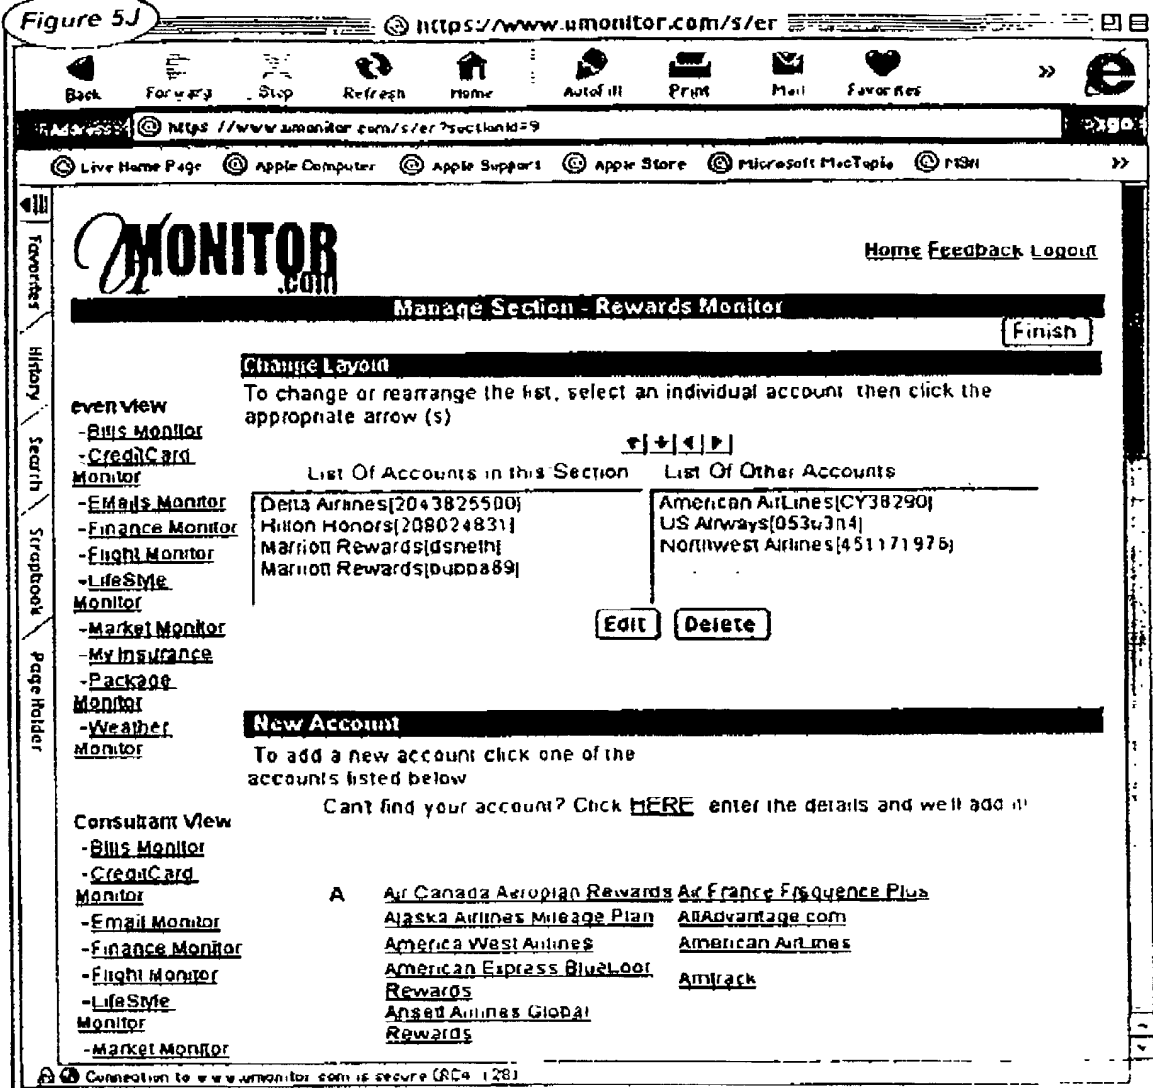 Figure 5J
https://www.umonitor.com/s/er
Back Forward Stop Refresh Home AutoFill Print Mail Favorites »
Address: https://www.umonitor.com/s/er?sectionId=9 go
Live Home Page Apple Computer Apple Support Apple Store Microsoft MacTopia MSN »
Favorites
History
Search
Scrapbook
Page Holder
UMONITOR
.com
Home Feedback Logout
Manage Section - Rewards Monitor
Finish
Change Layout
To change or rearrange the list, select an individual account then click the
appropriate arrow (s)
List Of Accounts in this Section List Of Other Accounts
Delta Airlines[2043825500]
Hilton Honors[208024831]
Marriott Rewards[dsneth]
Marriott Rewards[bubba89]
American AirLines[CY38290]
US Airways
Northwest Airlines[451171976]
Edit Delete
even view
-Bills Monitor
-CreditCard
Monitor
-EMails Monitor
-Finance Monitor
-Flight Monitor
-LifeStyle
Monitor
-Market Monitor
-My Insurance
-Package
Monitor
-Weather
Monitor
New Account
To add a new account click one of the
accounts listed below
Can't find your account? Click HERE enter the details and we'll add it!
Consultant View
-Bills Monitor
-CreditCard
Monitor
-Email Monitor
-Finance Monitor
-Flight Monitor
-LifeStyle
Monitor
-Market Monitor
A Air Canada Aeroplan Rewards Air France Frequence Plus
Alaska Airlines Mileage Plan AllAdvantage.com
America West Airlines American AirLines
American Express BlueLoot
Rewards
Amtrack
Ansett Airlines Global
Rewards
Connection to www.umonitor.com is secure (RC4 128)